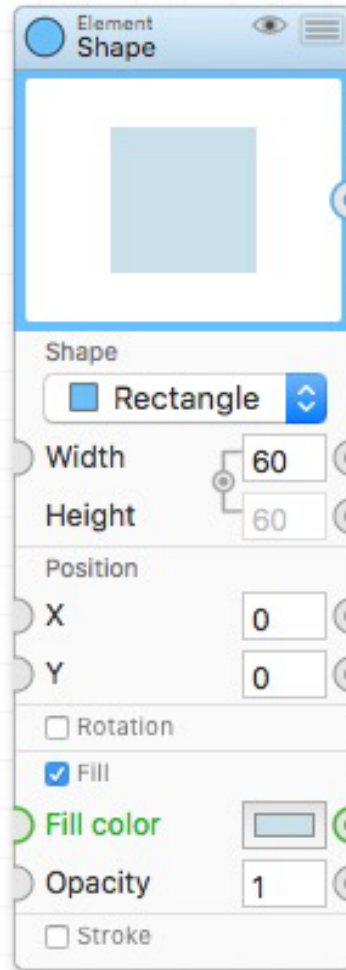 Element
Shape
Shape
Rectangle
Width 60
Height 60
Position
X 0
Y 0
Rotation
Fill
Fill color
Opacity 1
Stroke